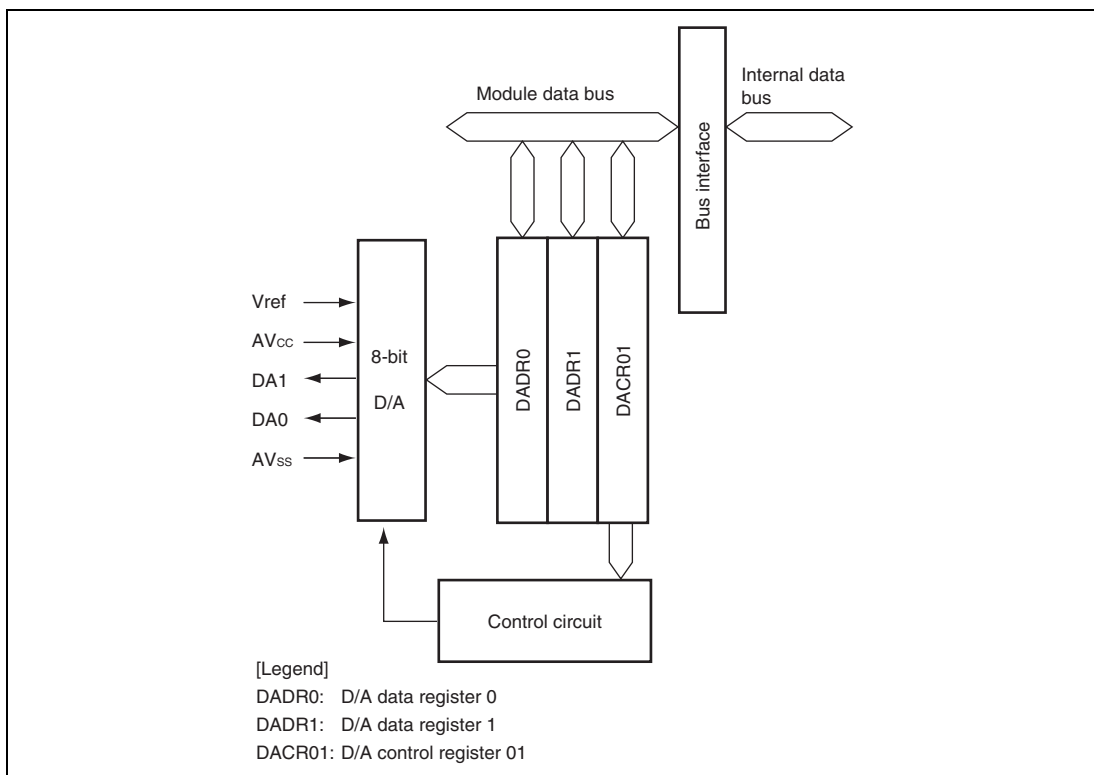 Module data bus
Internal data
bus
Bus interface
Vref
AVcc
DA1
DA0
AVss
8-bit
D/A
DADR0
DADR1
DACR01
Control circuit
[Legend]
DADR0: D/A data register 0
DADR1: D/A data register 1
DACR01: D/A control register 01